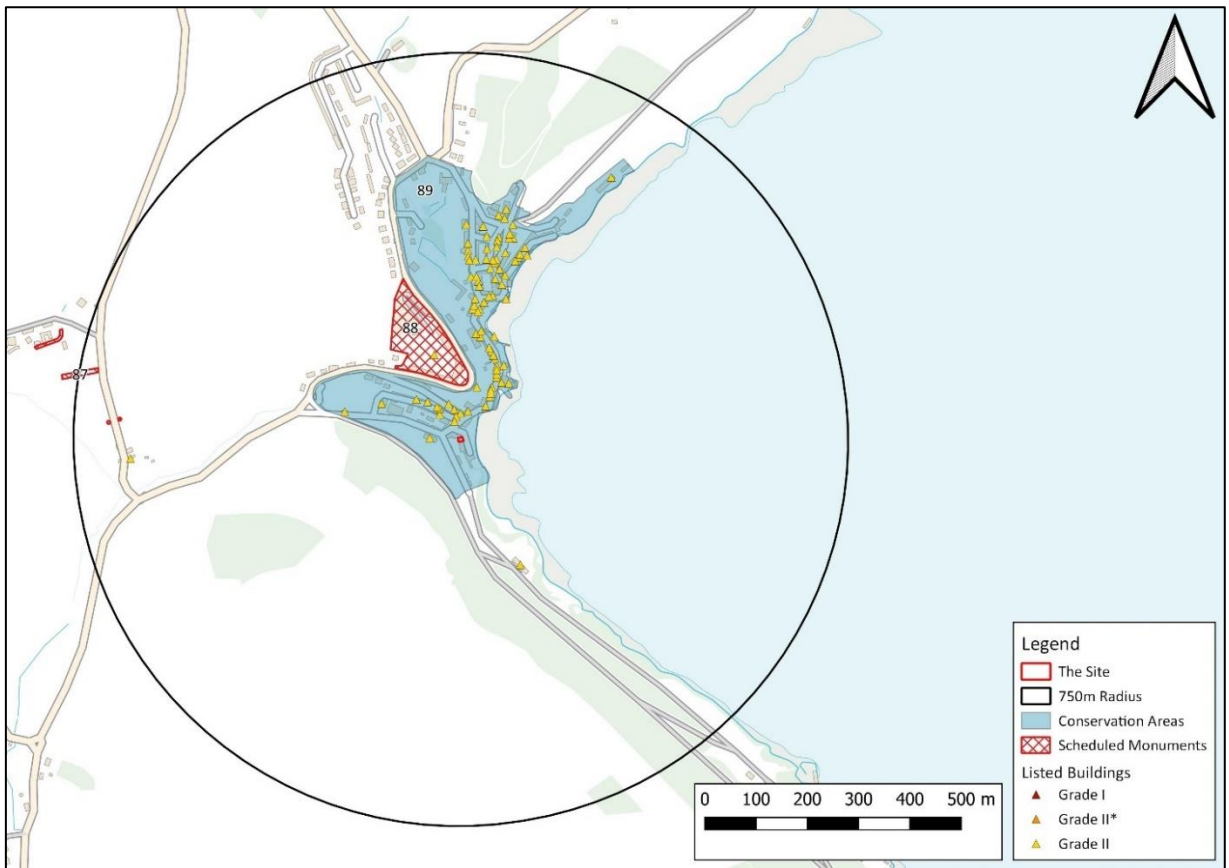 89
88
87
Legend
The Site
750m Radius
Conservation Areas
Scheduled Monuments
Listed Buildings
Grade I
Grade II*
Grade II
0 100 200 300 400 500 m